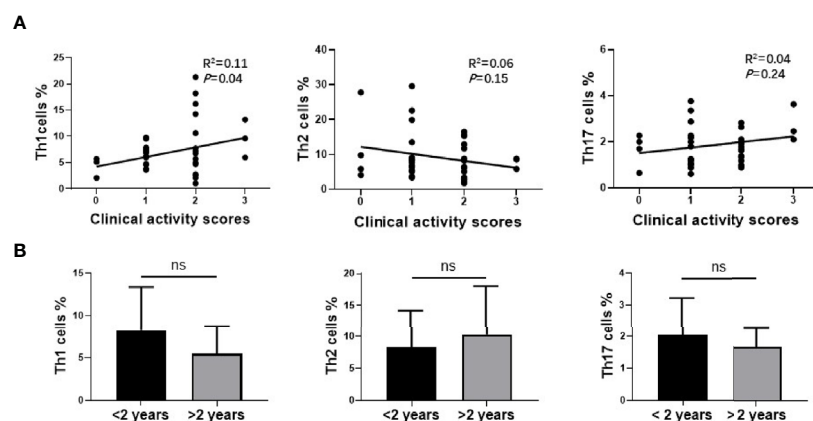 A
Th1cells %
25
20
15
10
5
0
R²=0.11
P=0.04
0 1 2 3
Clinical activity scores
Th2 cells %
40
30
20
10
0
R²=0.06
P=0.15
0 1 2 3
Clinical activity scores
Th17 cells %
6
4
2
0
R²=0.04
P=0.24
0 1 2 3
Clinical activity scores
B
Th1 cells %
15
10
5
0
ns
<2 years >2 years
Th2 cells %
20
15
10
5
0
ns
<2 years >2 years
Th17 cells %
4
3
2
1
0
ns
< 2 years > 2 years